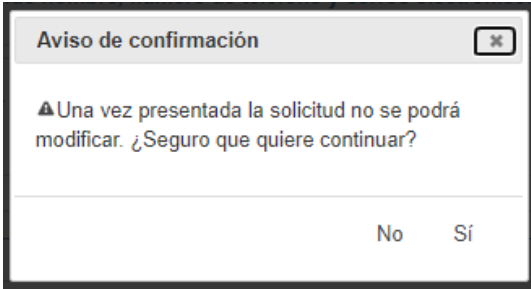 Aviso de confirmación
Una vez presentada la solicitud no se podrá
modificar. ¿Seguro que quiere continuar?
No Sí